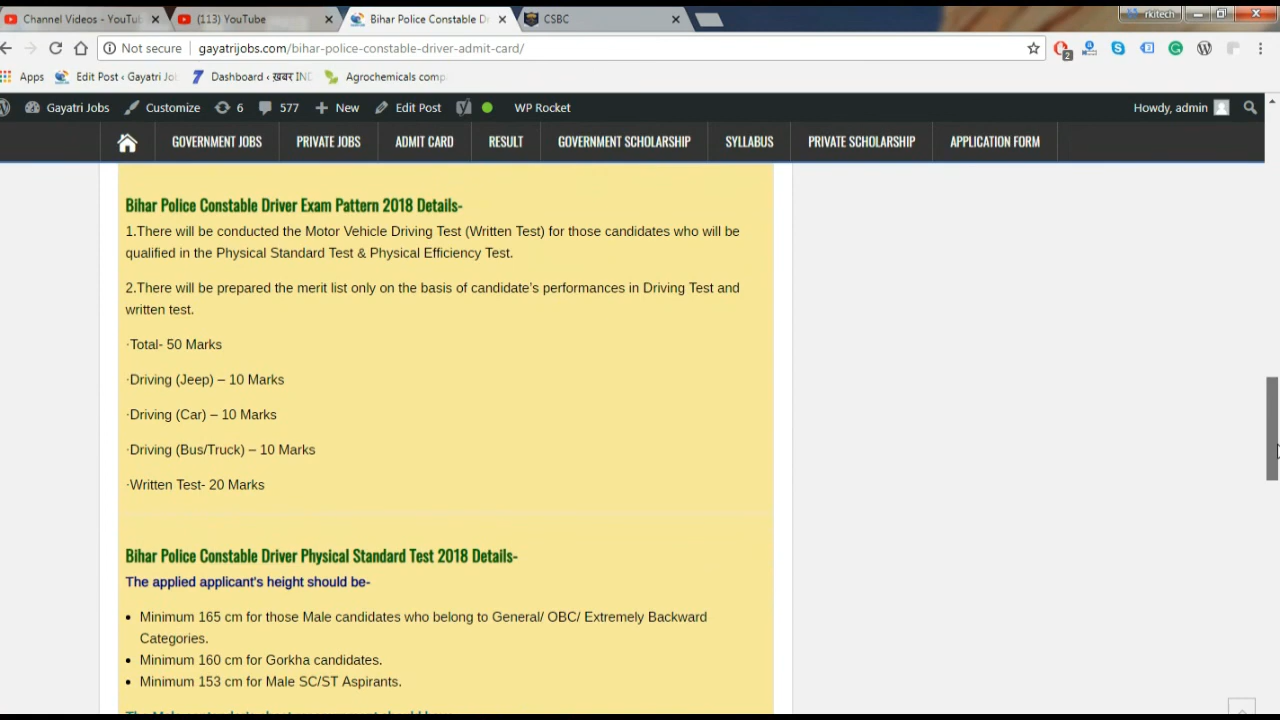 Channel Videos - YouTub
(113) YouTube
Bihar Police Constable Dr
CSBC
rkitech
Not secure
gayatrijobs.com/bihar-police-constable-driver-admit-card/
2
Apps
Edit Post ‹ Gayatri Jo
Dashboard ‹ ख़बर IND
Agrochemicals comp
Gayatri Jobs
Customize
6
577
New
Edit Post
WP Rocket
Howdy, admin
GOVERNMENT JOBS
PRIVATE JOBS
ADMIT CARD
RESULT
GOVERNMENT SCHOLARSHIP
SYLLABUS
PRIVATE SCHOLARSHIP
APPLICATION FORM
Bihar Police Constable Driver Exam Pattern 2018 Details-
1.There will be conducted the Motor Vehicle Driving Test (Written Test) for those candidates who will be
qualified in the Physical Standard Test & Physical Efficiency Test.
2.There will be prepared the merit list only on the basis of candidate's performances in Driving Test and
written test.
·Total- 50 Marks
·Driving (Jeep) – 10 Marks
·Driving (Car) – 10 Marks
·Driving (Bus/Truck) – 10 Marks
·Written Test- 20 Marks
Bihar Police Constable Driver Physical Standard Test 2018 Details-
The applied applicant's height should be-
Minimum 165 cm for those Male candidates who belong to General/ OBC/ Extremely Backward
Categories.
Minimum 160 cm for Gorkha candidates.
Minimum 153 cm for Male SC/ST Aspirants.